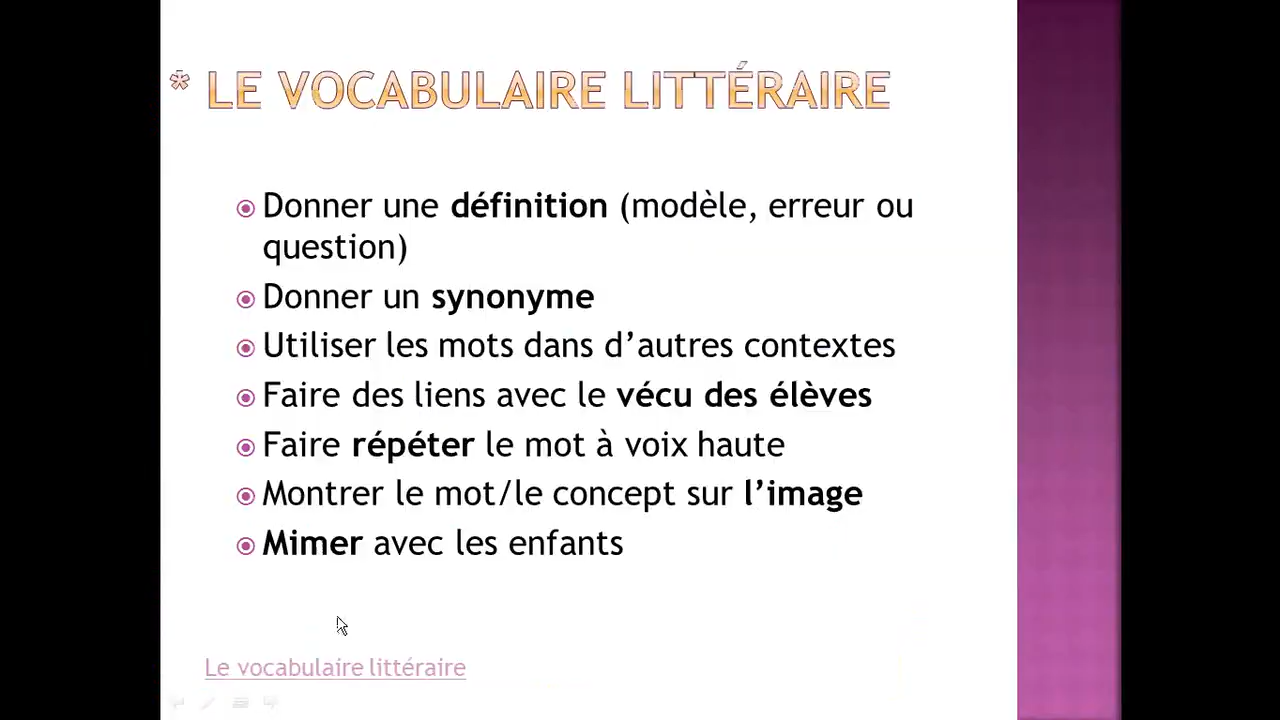 * LE VOCABULAIRE LITTÉRAIRE
Donner une définition (modèle, erreur ou
question)
Donner un synonyme
Utiliser les mots dans d’autres contextes
Faire des liens avec le vécu des élèves
Faire répéter le mot à voix haute
Montrer le mot/le concept sur l’image
Mimer avec les enfants
Le vocabulaire littéraire